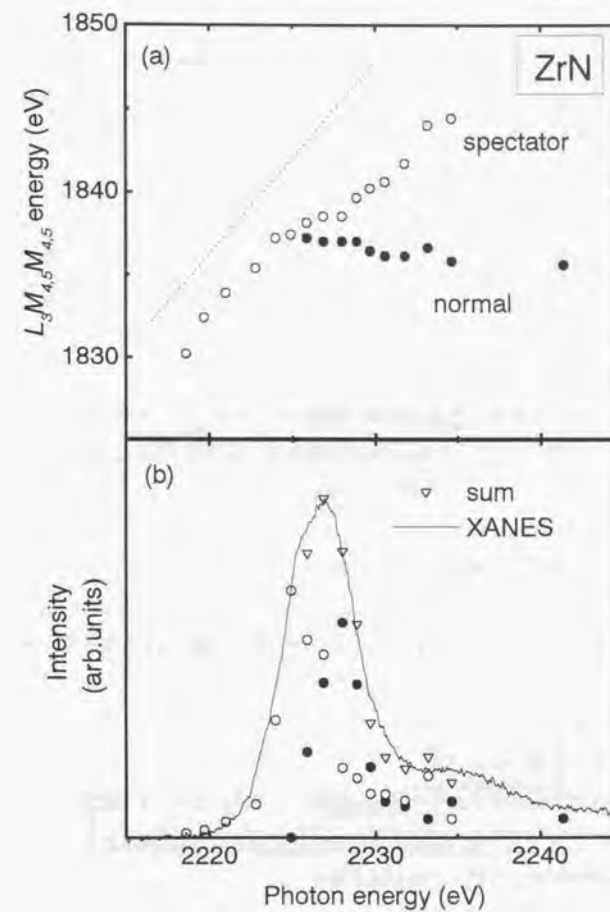 1850
(a)
ZrN
spectator
1840
L3M4,5M4,5 energy (eV)
normal
1830
(b)
sum
XANES
Intensity
(arb.units)
2220 2230 2240
Photon energy (eV)